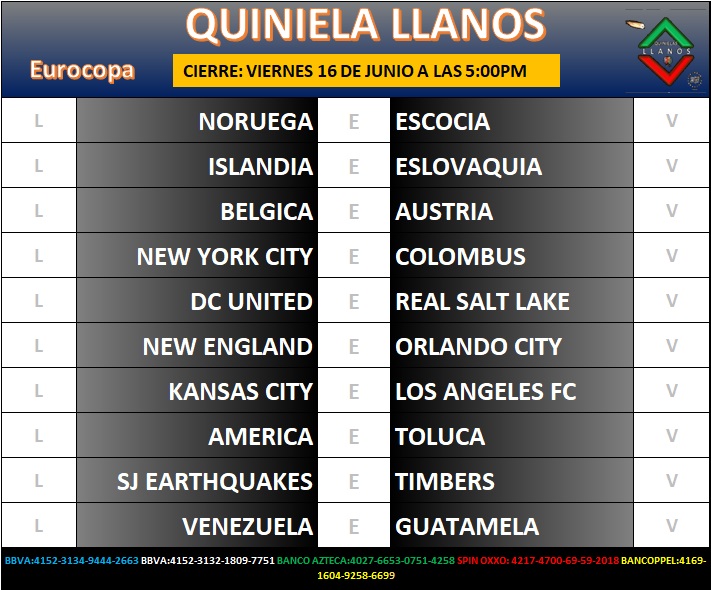 QUINIELA LLANOS
Eurocopa
CIERRE: VIERNES 16 DE JUNIO A LAS 5:00PM
QUINIELAS
LLANOS
L NORUEGA E ESCOCIA V
L ISLANDIA E ESLOVAQUIA V
L BELGICA E AUSTRIA V
L NEW YORK CITY E COLOMBUS V
L DC UNITED E REAL SALT LAKE V
L NEW ENGLAND E ORLANDO CITY V
L KANSAS CITY E LOS ANGELES FC V
L AMERICA E TOLUCA V
L SJ EARTHQUAKES E TIMBERS V
L VENEZUELA E GUATAMELA V
BBVA:4152-3134-9444-2663 BBVA:4152-3132-1809-7751 BANCO AZTECA:4027-6653-0751-4258 SPIN OXXO: 4217-4700-69-59-2018 BANCOPPEL:4169-
1604-9258-6699